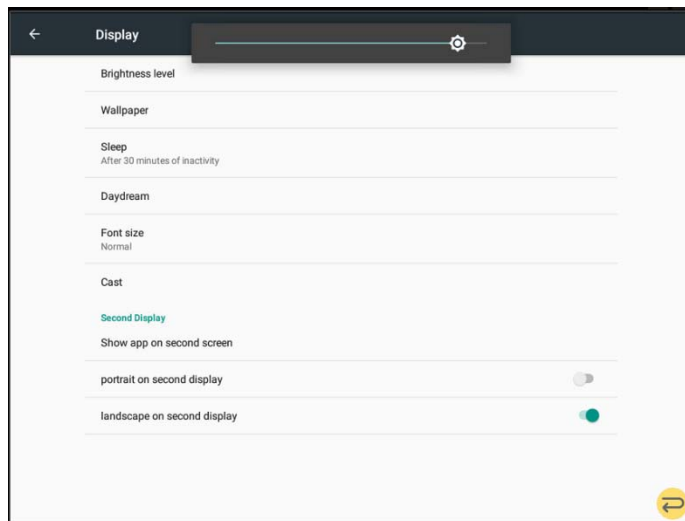 Display
Brightness level
Wallpaper
Sleep
After 30 minutes of inactivity
Daydream
Font size
Normal
Cast
Second Display
Show app on second screen
portrait on second display
landscape on second display